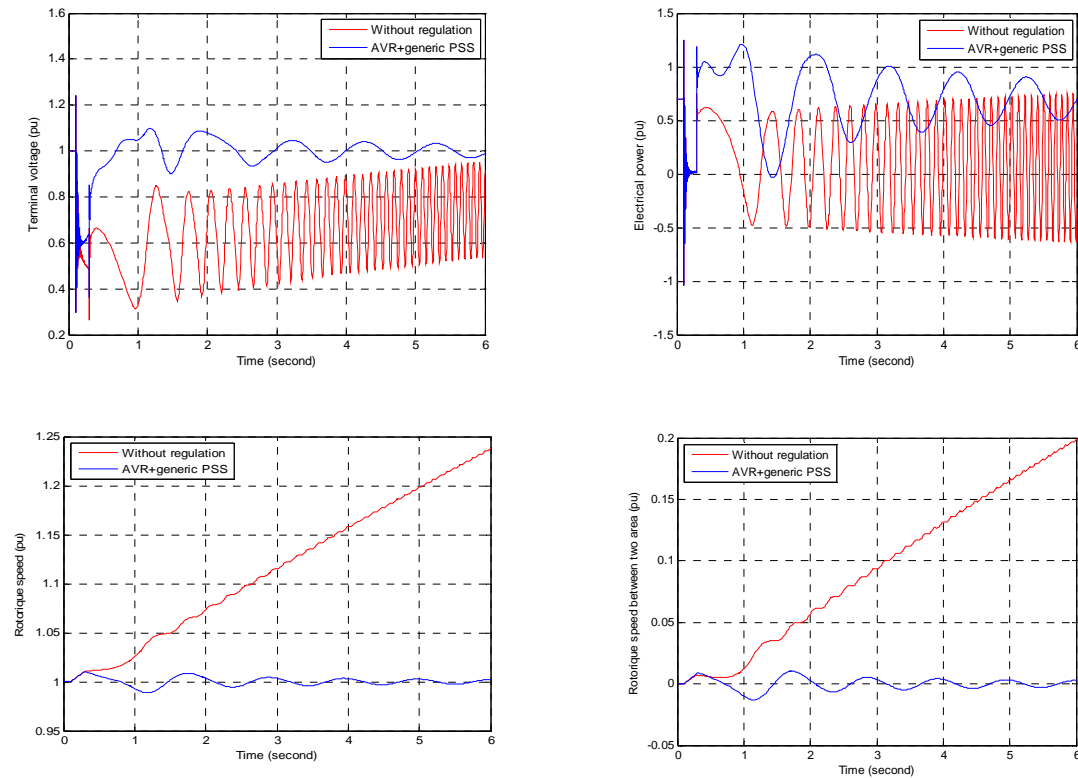 1.6
1.4
1.2
1
0.8
0.6
0.4
0.2
Terminal voltage (pu)
Without regulation
AVR+generic PSS
0 1 2 3 4 5 6
Time (second)
1.5
1
0.5
0
-0.5
-1
-1.5
Electrical power (pu)
Without regulation
AVR+generic PSS
0 1 2 3 4 5 6
Time (second)
1.25
1.2
1.15
1.1
1.05
1
0.95
Rotorique speed (pu)
Without regulation
AVR+generic PSS
0 1 2 3 4 5 6
Time (second)
0.2
0.15
0.1
0.05
0
-0.05
Rotorique speed between two area (pu)
Without regulation
AVR+generic PSS
0 1 2 3 4 5 6
Time (second)